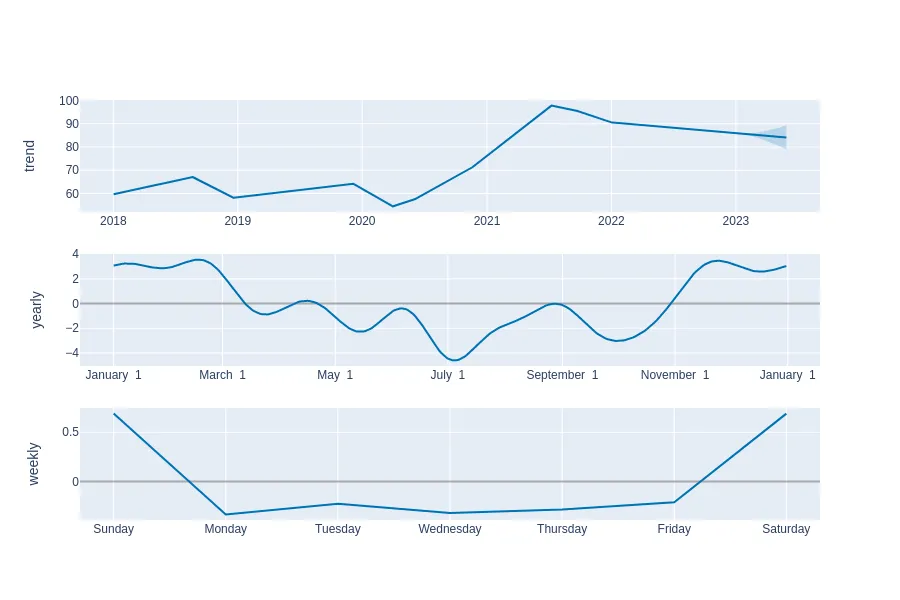 trend
100
90
80
70
60
2018 2019 2020 2021 2022 2023
yearly
4
2
0
−2
−4
January 1 March 1 May 1 July 1 September 1 November 1 January 1
weekly
0.5
0
Sunday Monday Tuesday Wednesday Thursday Friday Saturday